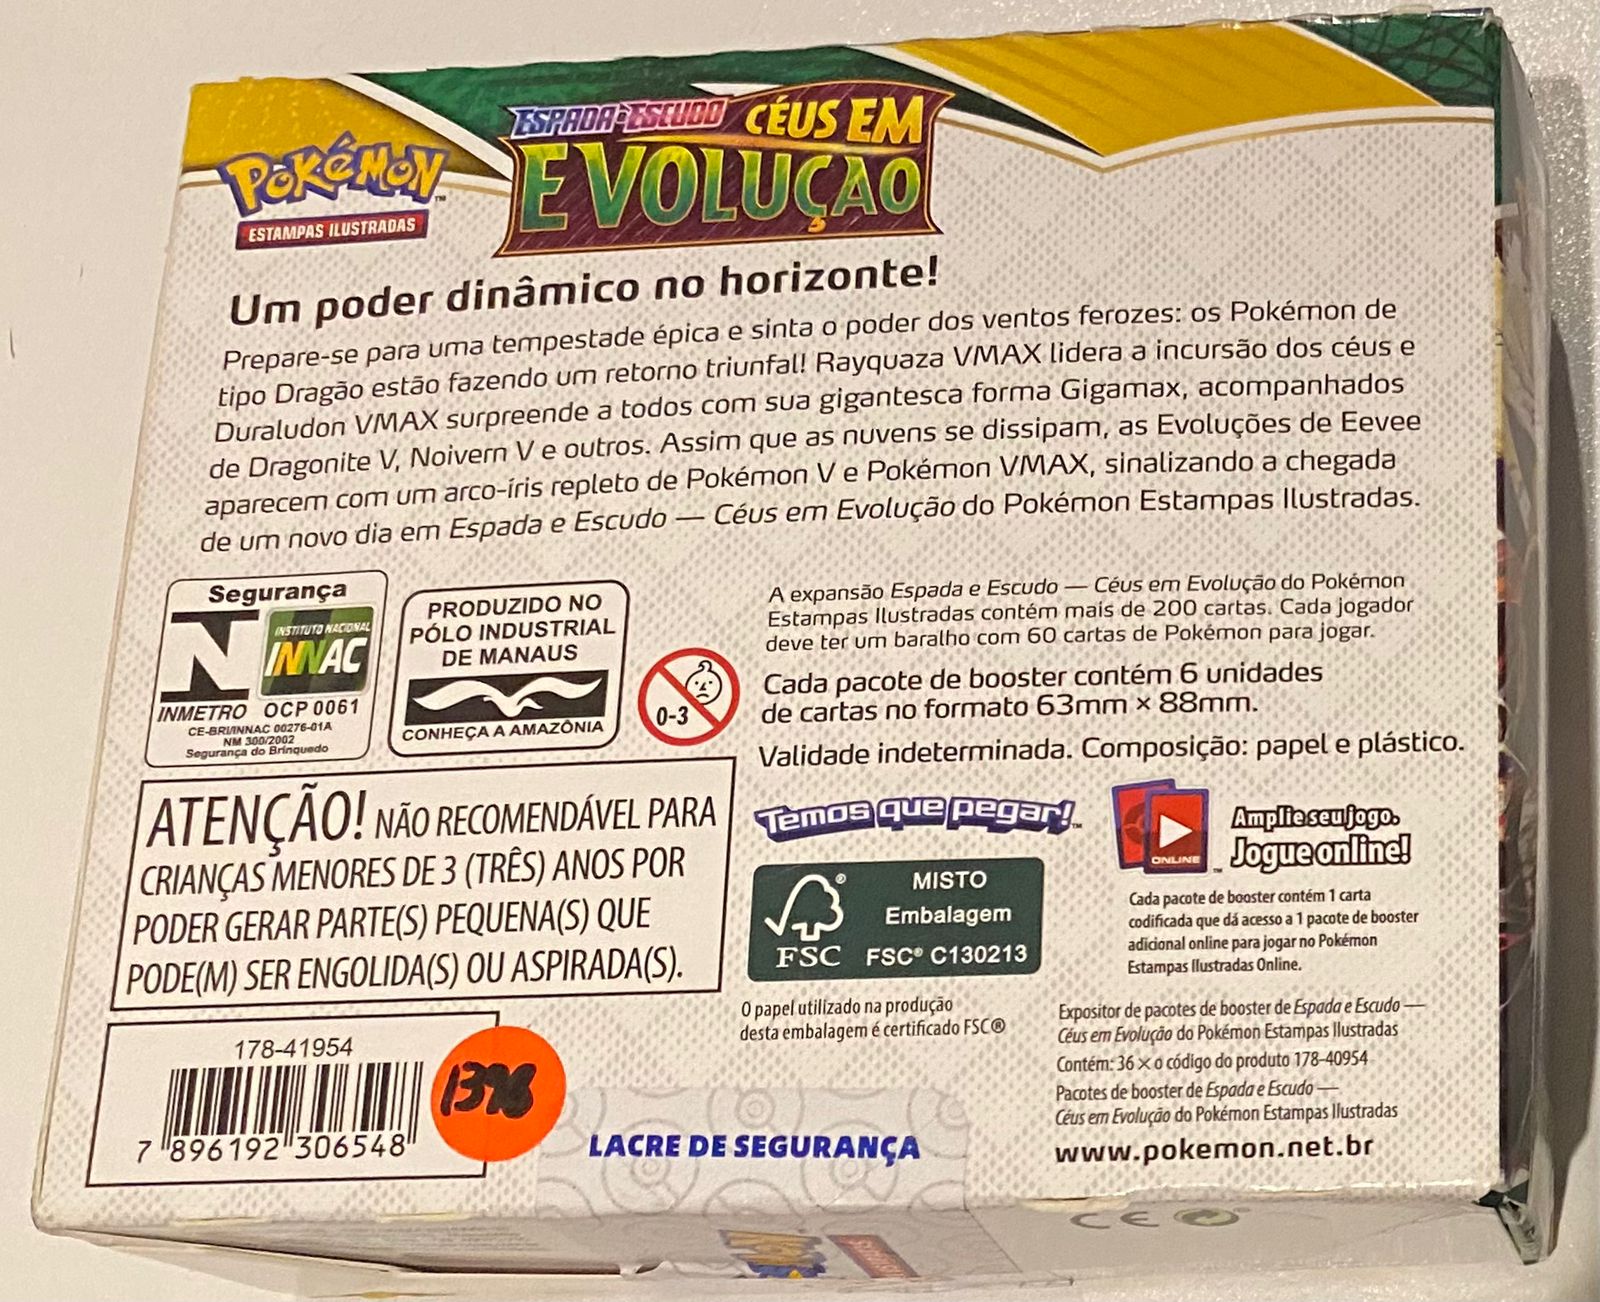 POKéMON
ESTAMPAS ILUSTRADAS
ESPADA E ESCUDO CÉUS EM
EVOLUÇÃO
Um poder dinâmico no horizonte!
Prepare-se para uma tempestade épica e sinta o poder dos ventos ferozes: os Pokémon de
tipo Dragão estão fazendo um retorno triunfal! Rayquaza VMAX lidera a incursão dos céus e
Duraludon VMAX surpreende a todos com sua gigantesca forma Gigamax, acompanhados
de Dragonite V, Noivern V e outros. Assim que as nuvens se dissipam, as Evoluções de Eevee
aparecem com um arco-íris repleto de Pokémon V e Pokémon VMAX, sinalizando a chegada
de um novo dia em Espada e Escudo — Céus em Evolução do Pokémon Estampas Ilustradas.
Segurança
INSTITUTO NACIONAL
INNAC
INMETRO OCP 0061
CE-BRI/INNAC 00276-01A
NM 300/2002
Segurança do Brinquedo
PRODUZIDO NO
PÓLO INDUSTRIAL
DE MANAUS
CONHEÇA A AMAZÔNIA
0-3
A expansão Espada e Escudo — Céus em Evolução do Pokémon
Estampas Ilustradas contém mais de 200 cartas. Cada jogador
deve ter um baralho com 60 cartas de Pokémon para jogar.
Cada pacote de booster contém 6 unidades
de cartas no formato 63mm × 88mm.
Validade indeterminada. Composição: papel e plástico.
ATENÇÃO! NÃO RECOMENDÁVEL PARA
CRIANÇAS MENORES DE 3 (TRÊS) ANOS POR
PODER GERAR PARTE(S) PEQUENA(S) QUE
PODE(M) SER ENGOLIDA(S) OU ASPIRADA(S).
Temos que pegar!™
MISTO
Embalagem
FSC® C130213
FSC
O papel utilizado na produção
desta embalagem é certificado FSC®
ONLINE
Amplie seu jogo.
Jogue online!
Cada pacote de booster contém 1 carta
codificada que dá acesso a 1 pacote de booster
adicional online para jogar no Pokémon
Estampas Ilustradas Online.
Expositor de pacotes de booster de Espada e Escudo —
Céus em Evolução do Pokémon Estampas Ilustradas
Contém: 36 × o código do produto 178-40954
Pacotes de booster de Espada e Escudo —
Céus em Evolução do Pokémon Estampas Ilustradas
www.pokemon.net.br
178-41954
7 896192 306548
LACRE DE SEGURANÇA
CE